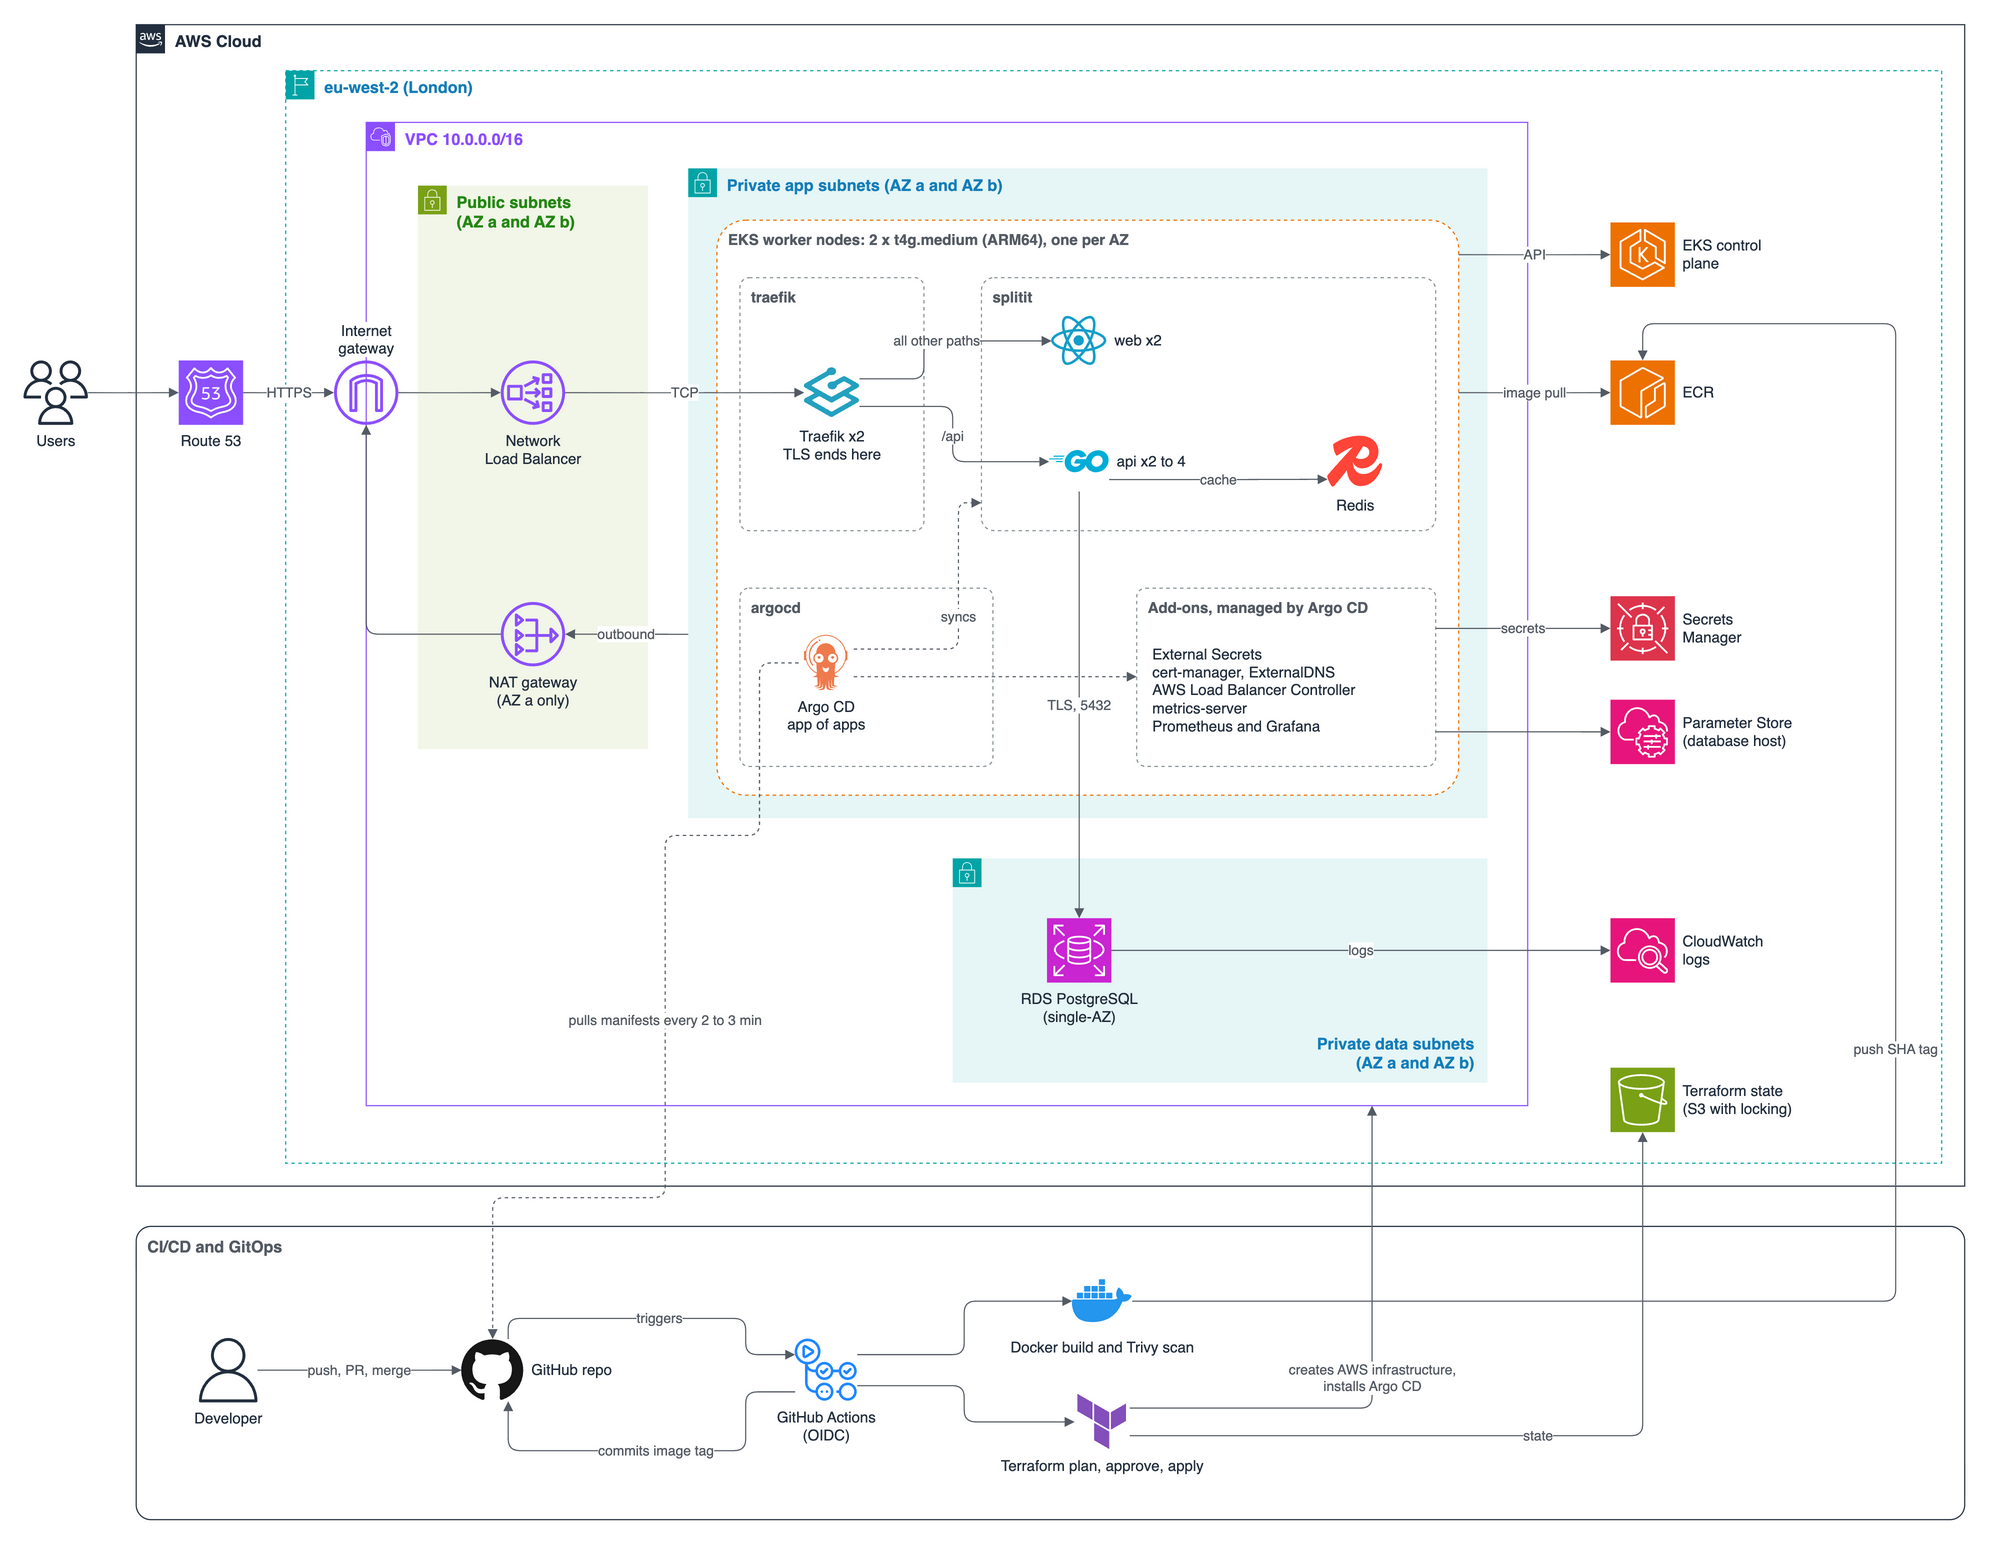 aws
AWS Cloud
eu-west-2 (London)
VPC 10.0.0.0/16
Public subnets
(AZ a and AZ b)
Private app subnets (AZ a and AZ b)
EKS worker nodes: 2 x t4g.medium (ARM64), one per AZ
API
K
EKS control
plane
traefik
splitit
Internet
gateway
all other paths
web x2
Users
53
Route 53
HTTPS
Network
Load Balancer
TCP
Traefik x2
TLS ends here
/api
GO
api x2 to 4
cache
R
Redis
image pull
ECR
argocd
syncs
Add-ons, managed by Argo CD
External Secrets
cert-manager, ExternalDNS
AWS Load Balancer Controller
metrics-server
Prometheus and Grafana
secrets
Secrets
Manager
outbound
NAT gateway
(AZ a only)
Argo CD
app of apps
TLS, 5432
Parameter Store
(database host)
RDS PostgreSQL
(single-AZ)
logs
CloudWatch
logs
pulls manifests every 2 to 3 min
Private data subnets
(AZ a and AZ b)
push SHA tag
Terraform state
(S3 with locking)
CI/CD and GitOps
Developer
push, PR, merge
GitHub repo
triggers
commits image tag
GitHub Actions
(OIDC)
Docker build and Trivy scan
creates AWS infrastructure,
installs Argo CD
state
Terraform plan, approve, apply